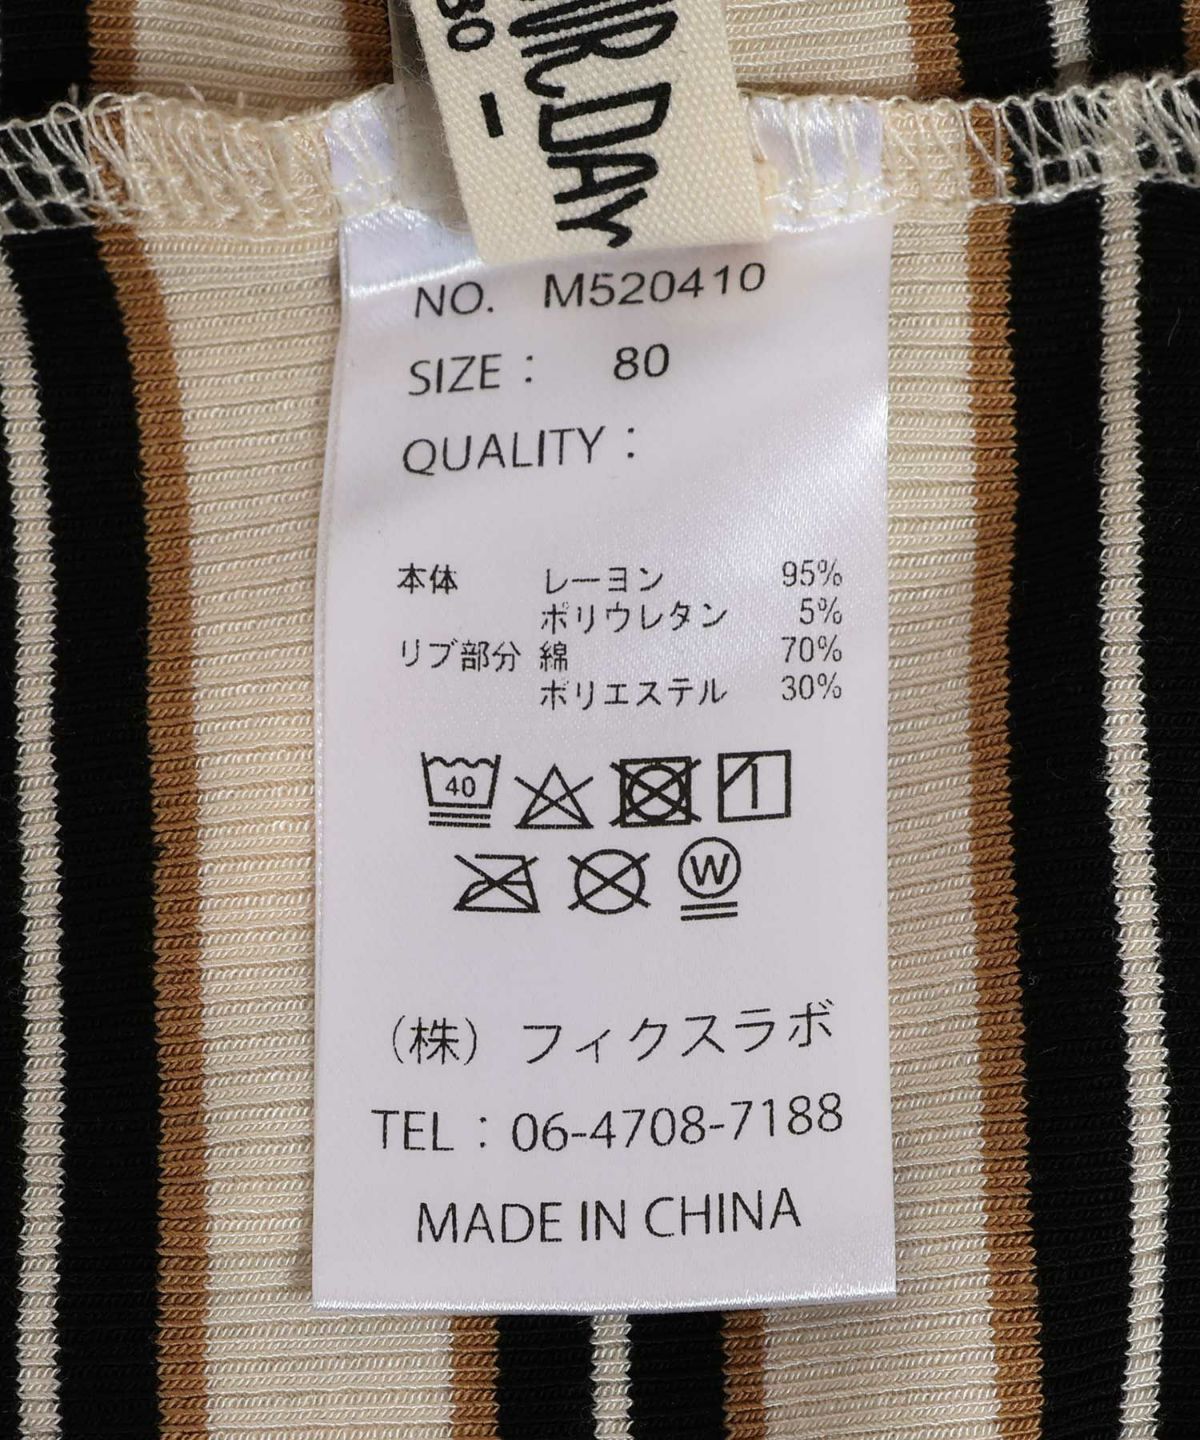 80
DAY
NO. M520410
SIZE : 80
QUALITY :
本体 レーヨン 95%
ポリウレタン 5%
リブ部分 綿 70%
ポリエステル 30%
40
W
(株) フィクスラボ
TEL : 06-4708-7188
MADE IN CHINA